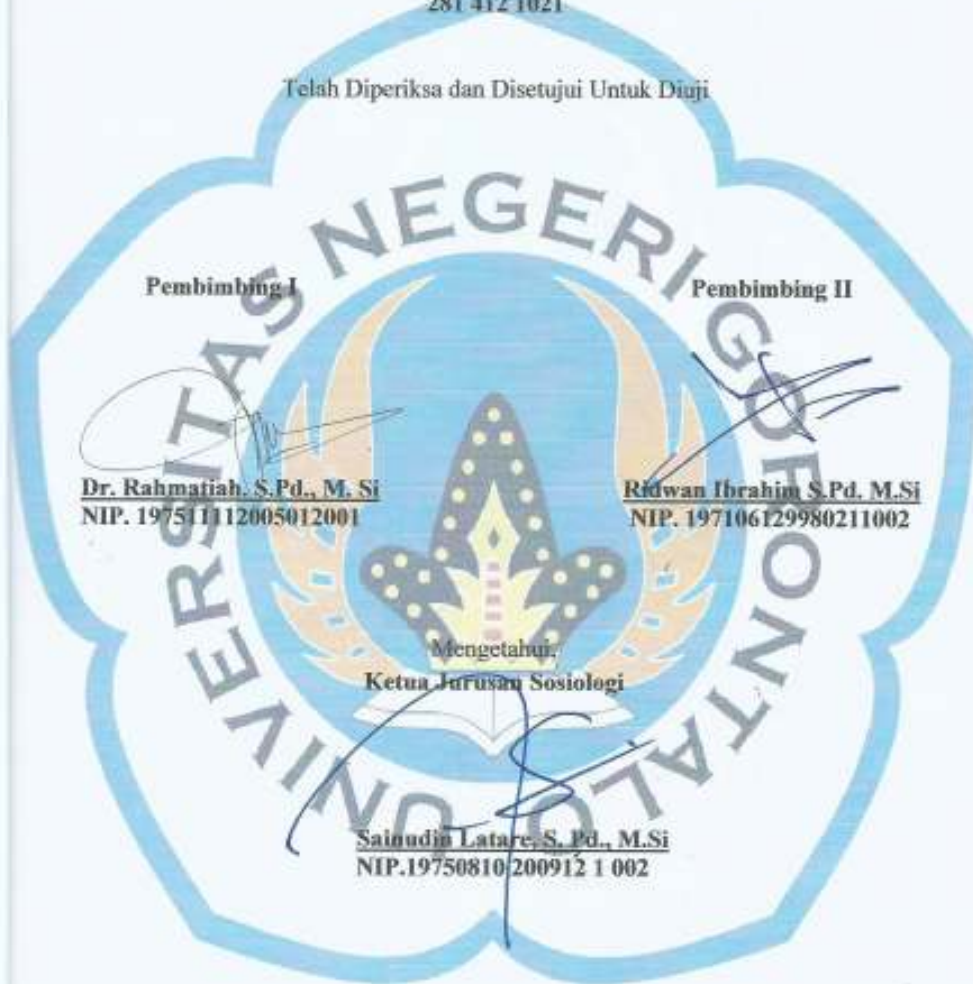 281 412 1021
Telah Diperiksa dan Disetujui Untuk Diuji
UNIVERSITAS NEGERI GORONTALO
Pembimbing I
Pembimbing II
Dr. Rahmatiah, S.Pd., M. Si
NIP. 197511112005012001
Ridwan Ibrahim S.Pd. M.Si
NIP. 197106129980211002
Mengetahui,
Ketua Jurusan Sosiologi
Sainudin Latare, S. Pd., M.Si
NIP.19750810 200912 1 002